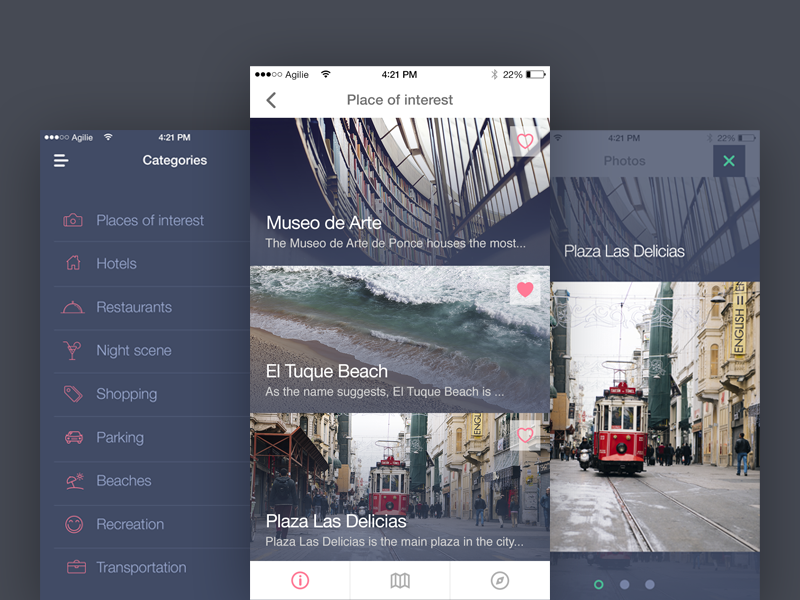 Agilie 4:21 PM
Categories
Places of interest
Hotels
Restaurants
Night scene
Shopping
Parking
Beaches
Recreation
Transportation
Agilie 4:21 PM 22%
Place of interest
Museo de Arte
The Museo de Arte de Ponce houses the most...
El Tuque Beach
As the name suggests, El Tuque Beach is ...
ENGL
Plaza Las Delicias
Plaza Las Delicias is the main plaza in the city...
4:21 PM 22%
Photos
Plaza Las Delicias
ENGLISH